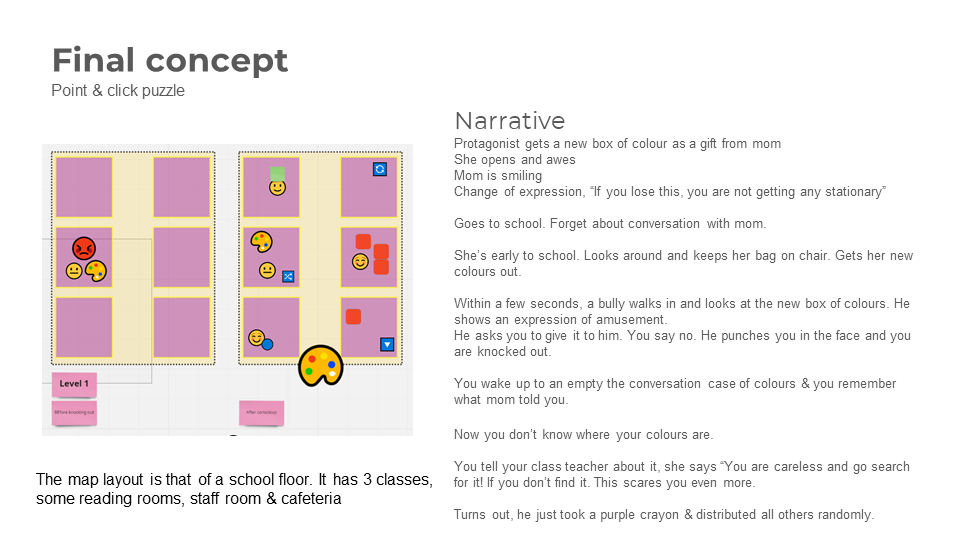 Final concept
Point & click puzzle
Level 1
BEfore knocking out
After conscious
The map layout is that of a school floor. It has 3 classes,
some reading rooms, staff room & cafeteria
Narrative
Protagonist gets a new box of colour as a gift from mom
She opens and awes
Mom is smiling
Change of expression, “If you lose this, you are not getting any stationary”
Goes to school. Forget about conversation with mom.
She’s early to school. Looks around and keeps her bag on chair. Gets her new
colours out.
Within a few seconds, a bully walks in and looks at the new box of colours. He
shows an expression of amusement.
He asks you to give it to him. You say no. He punches you in the face and you
are knocked out.
You wake up to an empty the conversation case of colours & you remember
what mom told you.
Now you don’t know where your colours are.
You tell your class teacher about it, she says “You are careless and go search
for it! If you don’t find it. This scares you even more.
Turns out, he just took a purple crayon & distributed all others randomly.